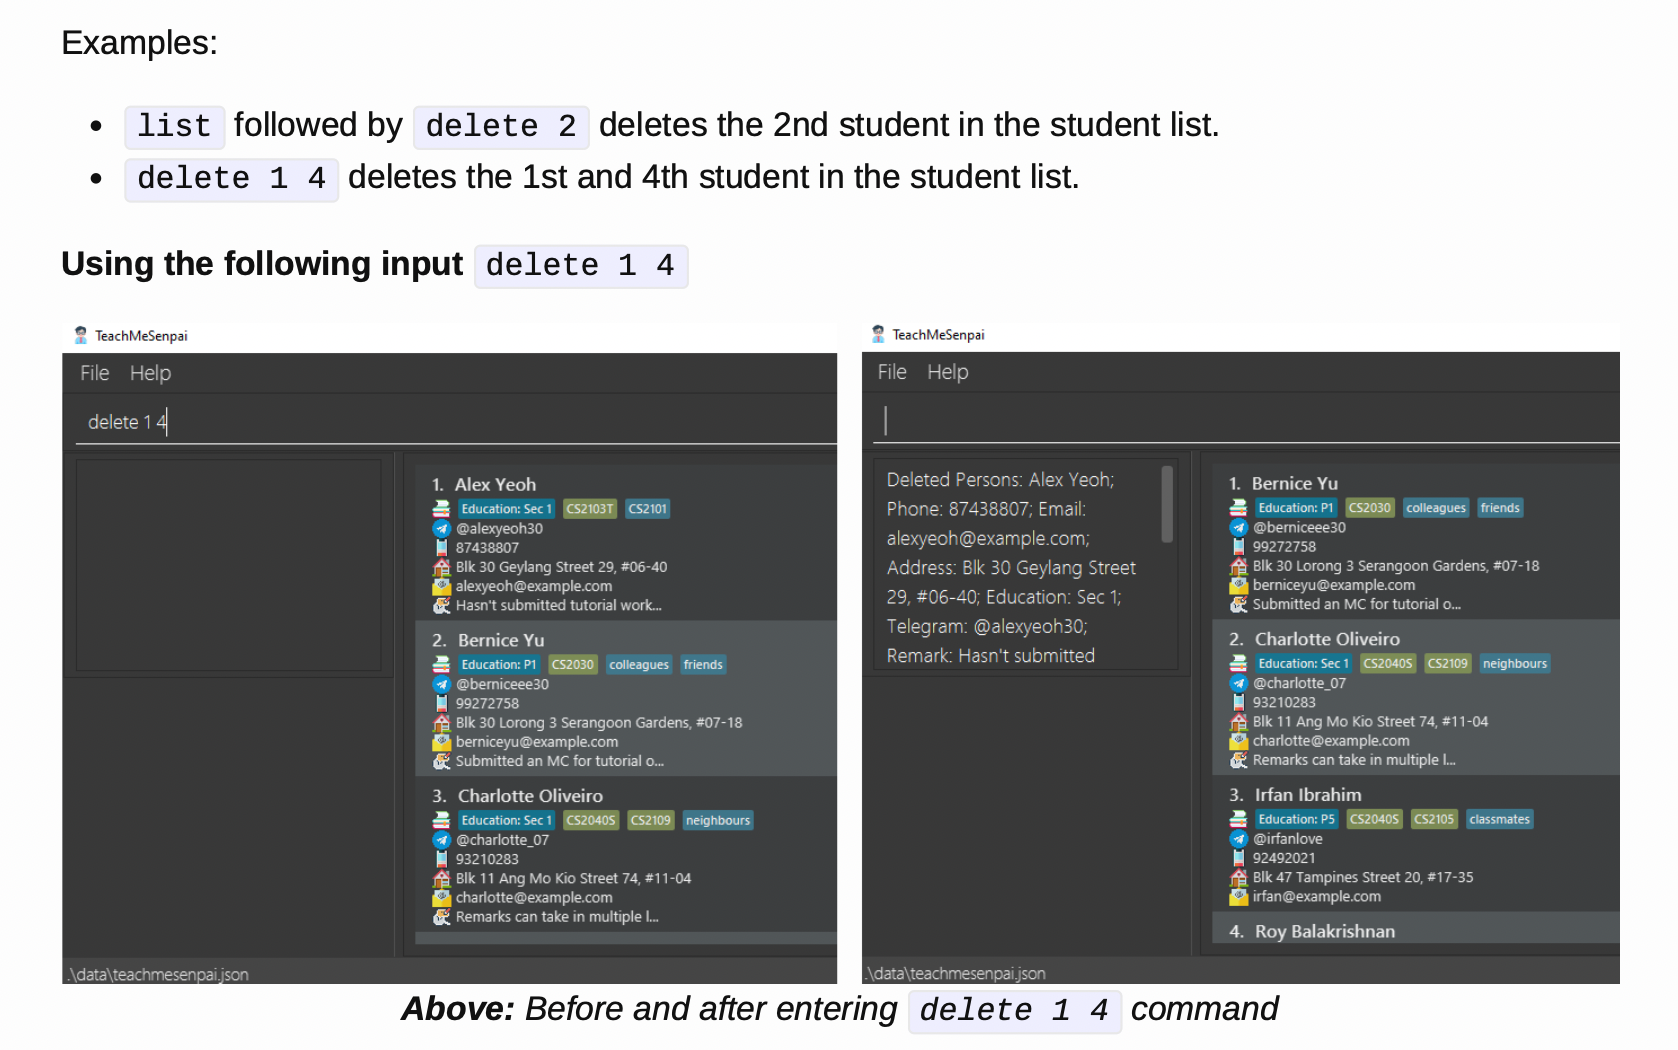 Examples:
list followed by delete 2 deletes the 2nd student in the student list.
delete 1 4 deletes the 1st and 4th student in the student list.
Using the following input delete 1 4
TeachMeSenpai
File Help
delete 1 4
1. Alex Yeoh
Education: Sec 1 CS2103T CS2101
@alexyeoh30
87438807
Blk 30 Geylang Street 29, #06-40
alexyeoh@example.com
Hasn't submitted tutorial work...
2. Bernice Yu
Education: P1 CS2030 colleagues friends
@berniceee30
99272758
Blk 30 Lorong 3 Serangoon Gardens, #07-18
berniceyu@example.com
Submitted an MC for tutorial o...
3. Charlotte Oliveiro
Education: Sec 1 CS2040S CS2109 neighbours
@charlotte_07
93210283
Blk 11 Ang Mo Kio Street 74, #11-04
charlotte@example.com
Remarks can take in multiple l...
.\data\teachmesenpai.json
TeachMeSenpai
File Help
Deleted Persons: Alex Yeoh;
Phone: 87438807; Email:
alexyeoh@example.com;
Address: Blk 30 Geylang Street
29, #06-40; Education: Sec 1;
Telegram: @alexyeoh30;
Remark: Hasn't submitted
1. Bernice Yu
Education: P1 CS2030 colleagues friends
@berniceee30
99272758
Blk 30 Lorong 3 Serangoon Gardens, #07-18
berniceyu@example.com
Submitted an MC for tutorial o...
2. Charlotte Oliveiro
Education: Sec 1 CS2040S CS2109 neighbours
@charlotte_07
93210283
Blk 11 Ang Mo Kio Street 74, #11-04
charlotte@example.com
Remarks can take in multiple l...
3. Irfan Ibrahim
Education: P5 CS2040S CS2105 classmates
@irfanlove
92492021
Blk 47 Tampines Street 20, #17-35
irfan@example.com
4. Roy Balakrishnan
.\data\teachmesenpai.json
Above: Before and after entering delete 1 4 command